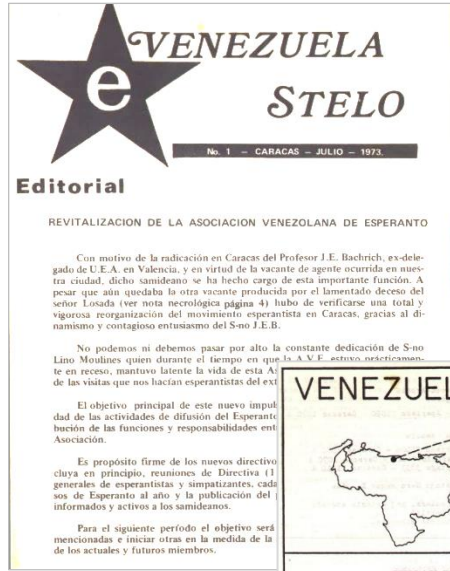 VENEZUELA
STELO
e
No. 1 – CARACAS – JULIO – 1973.
Editorial
REVITALIZACION DE LA ASOCIACION VENEZOLANA DE ESPERANTO
Con motivo de la radicación en Caracas del Profesor J.E. Bachrich, ex-dele-
gado de U.E.A. en Valencia, y en virtud de la vacante de agente ocurrida en nues-
tra ciudad, dicho samideano se ha hecho cargo de esta importante función. A
pesar que aún quedaba la otra vacante producida por el lamentado deceso del
señor Losada (ver nota necrológica página 4) hubo de verificarse una total y
vigorosa reorganización del movimiento esperantista en Caracas, gracias al di-
namismo y contagioso entusiasmo del S-no J.E.B.
No podemos ni debemos pasar por alto la constante dedicación de S-no
Lino Moulines quien durante el tiempo en que la A.V.E. estuvo prácticamen-
te en receso, mantuvo latente la vida de esta As
de las visitas que nos hacían esperantistas del ext
El objetivo principal de este nuevo impul
dad de las actividades de difusión del Esperanto
bución de las funciones y responsabilidades ent
Asociación.
Es propósito firme de los nuevos directivo
cluya en principio, reuniones de Directiva (1
generales de esperantistas y simpatizantes, cada
sos de Esperanto al año y la publicación del
informados y activos a los samideanos.
Para el siguiente período el objetivo será
mencionadas e iniciar otras en la medida de la
de los actuales y futuros miembros.
VENEZUEL